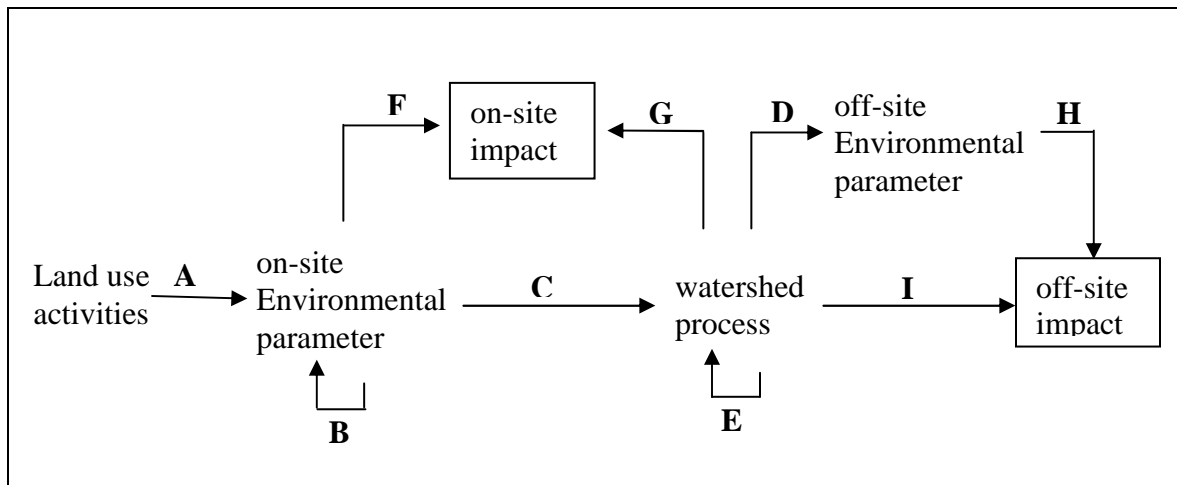 F
on-site
impact
G
D
off-site
Environmental
parameter
H
Land use
activities
A
on-site
Environmental
parameter
C
watershed
process
I
off-site
impact
B
E